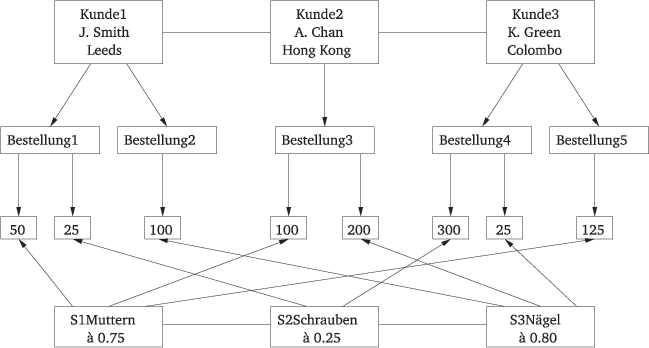 Kunde1
J. Smith
Leeds
Kunde2
A. Chan
Hong Kong
Kunde3
K. Green
Colombo
Bestellung1
Bestellung2
Bestellung3
Bestellung4
Bestellung5
50
25
100
100
200
300
25
125
S1Muttern
à 0.75
S2Schrauben
à 0.25
S3Nägel
à 0.80